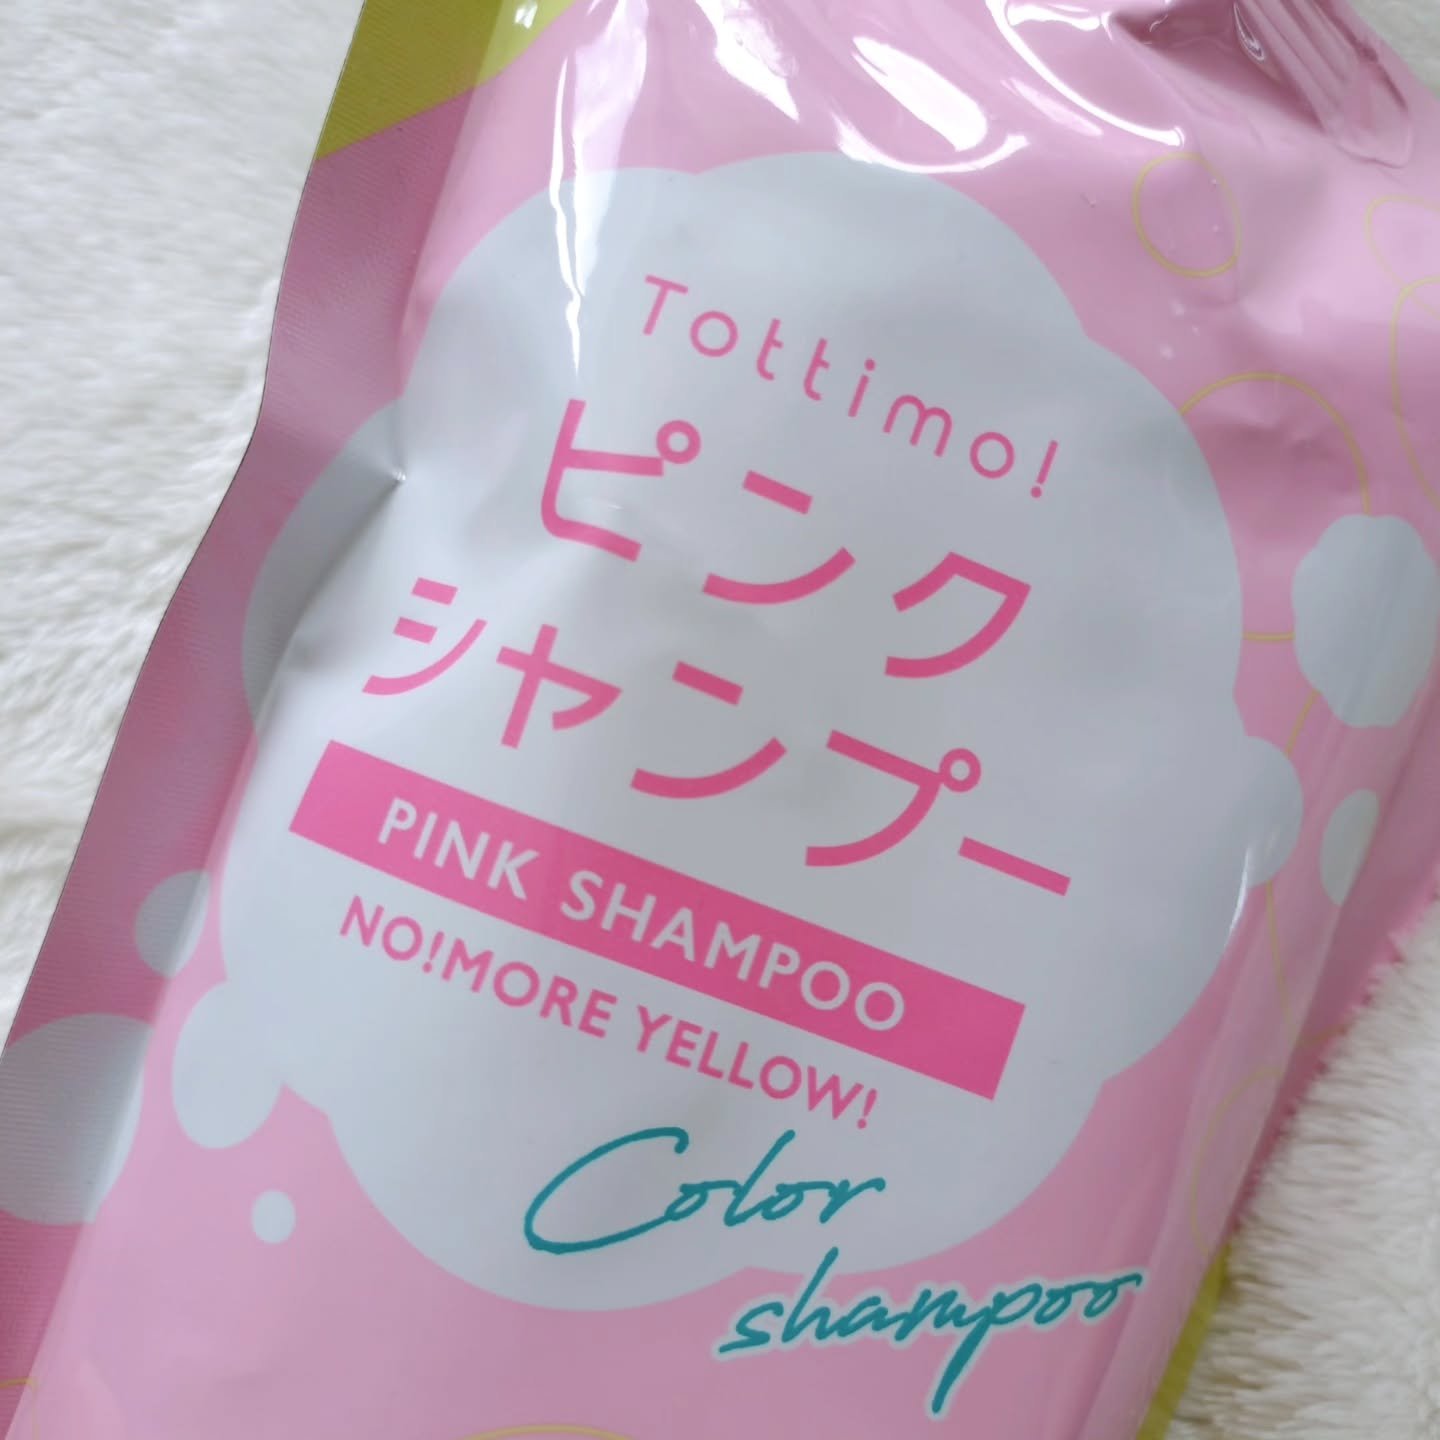 Tottimo!
ピンク
シャンプー
PINK SHAMPOO
NO!MORE YELLOW!
Color
shampoo